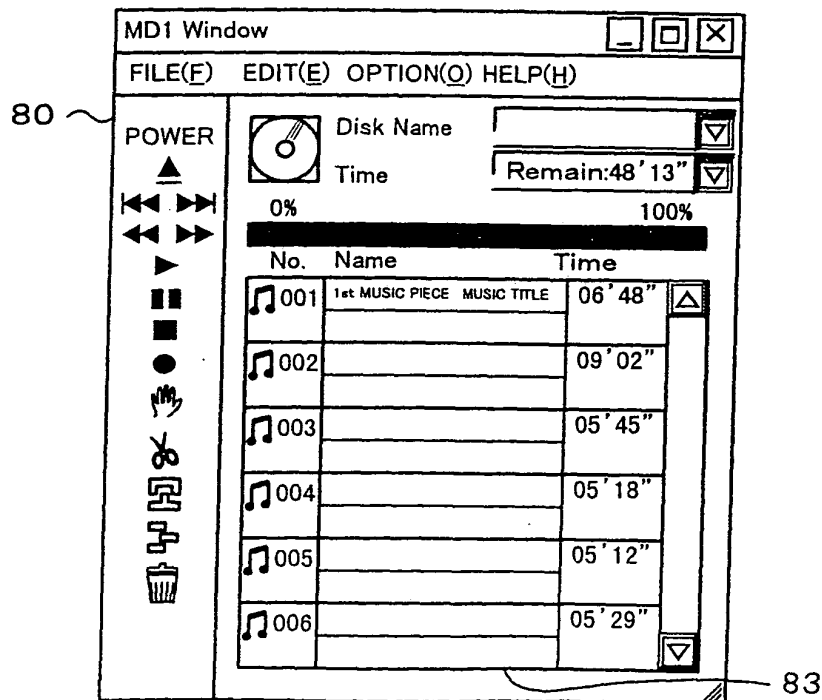 MD1 Window
FILE(F) EDIT(E) OPTION(O) HELP(H)
80
POWER
Disk Name
Time Remain:48'13"
0% 100%
No. Name Time
001 1st MUSIC PIECE MUSIC TITLE 06'48"
002 09'02"
003 05'45"
004 05'18"
005 05'12"
006 05'29"
83